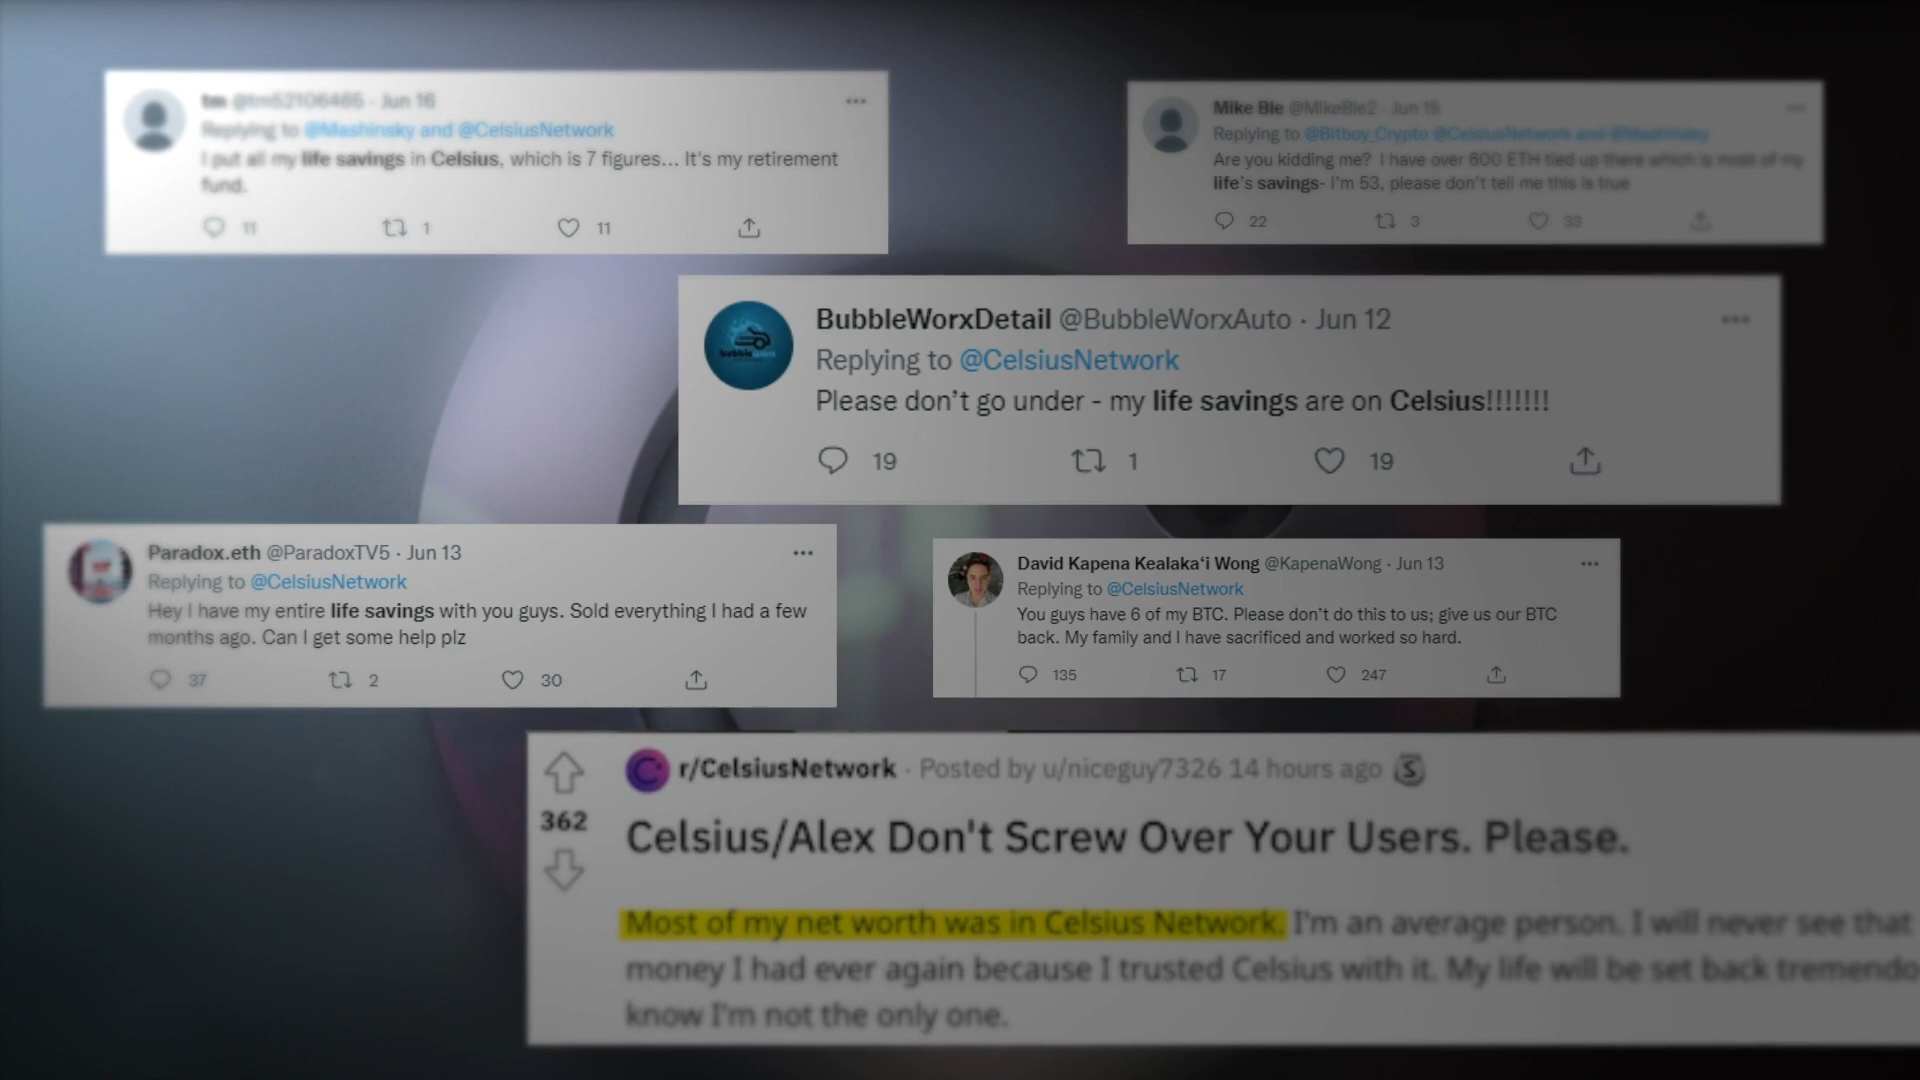 tm @tm52106465 · Jun 16
Replying to @Mashinsky and @CelsiusNetwork
I put all my life savings in Celsius, which is 7 figures... It's my retirement
fund.
11 1 11
Mike Ble @MikeBle2 · Jun 16
Replying to @Bitboy_Crypto @CelsiusNetwork and @Mashinsky
Are you kidding me? I have over 600 ETH tied up there which is most of my
life's savings- I'm 53, please don't tell me this is true
22 3 33
BubbleWorxDetail @BubbleWorxAuto · Jun 12
Replying to @CelsiusNetwork
Please don't go under - my life savings are on Celsius!!!!!!!
19 1 19
Paradox.eth @ParadoxTV5 · Jun 13
Replying to @CelsiusNetwork
Hey I have my entire life savings with you guys. Sold everything I had a few
months ago. Can I get some help plz
37 2 30
David Kapena Kealakaʻi Wong @KapenaWong · Jun 13
Replying to @CelsiusNetwork
You guys have 6 of my BTC. Please don't do this to us; give us our BTC
back. My family and I have sacrificed and worked so hard.
135 17 247
r/CelsiusNetwork · Posted by u/niceguy7326 14 hours ago
362
Celsius/Alex Don't Screw Over Your Users. Please.
Most of my net worth was in Celsius Network. I'm an average person. I will never see that
money I had ever again because I trusted Celsius with it. My life will be set back tremendo
know I'm not the only one.